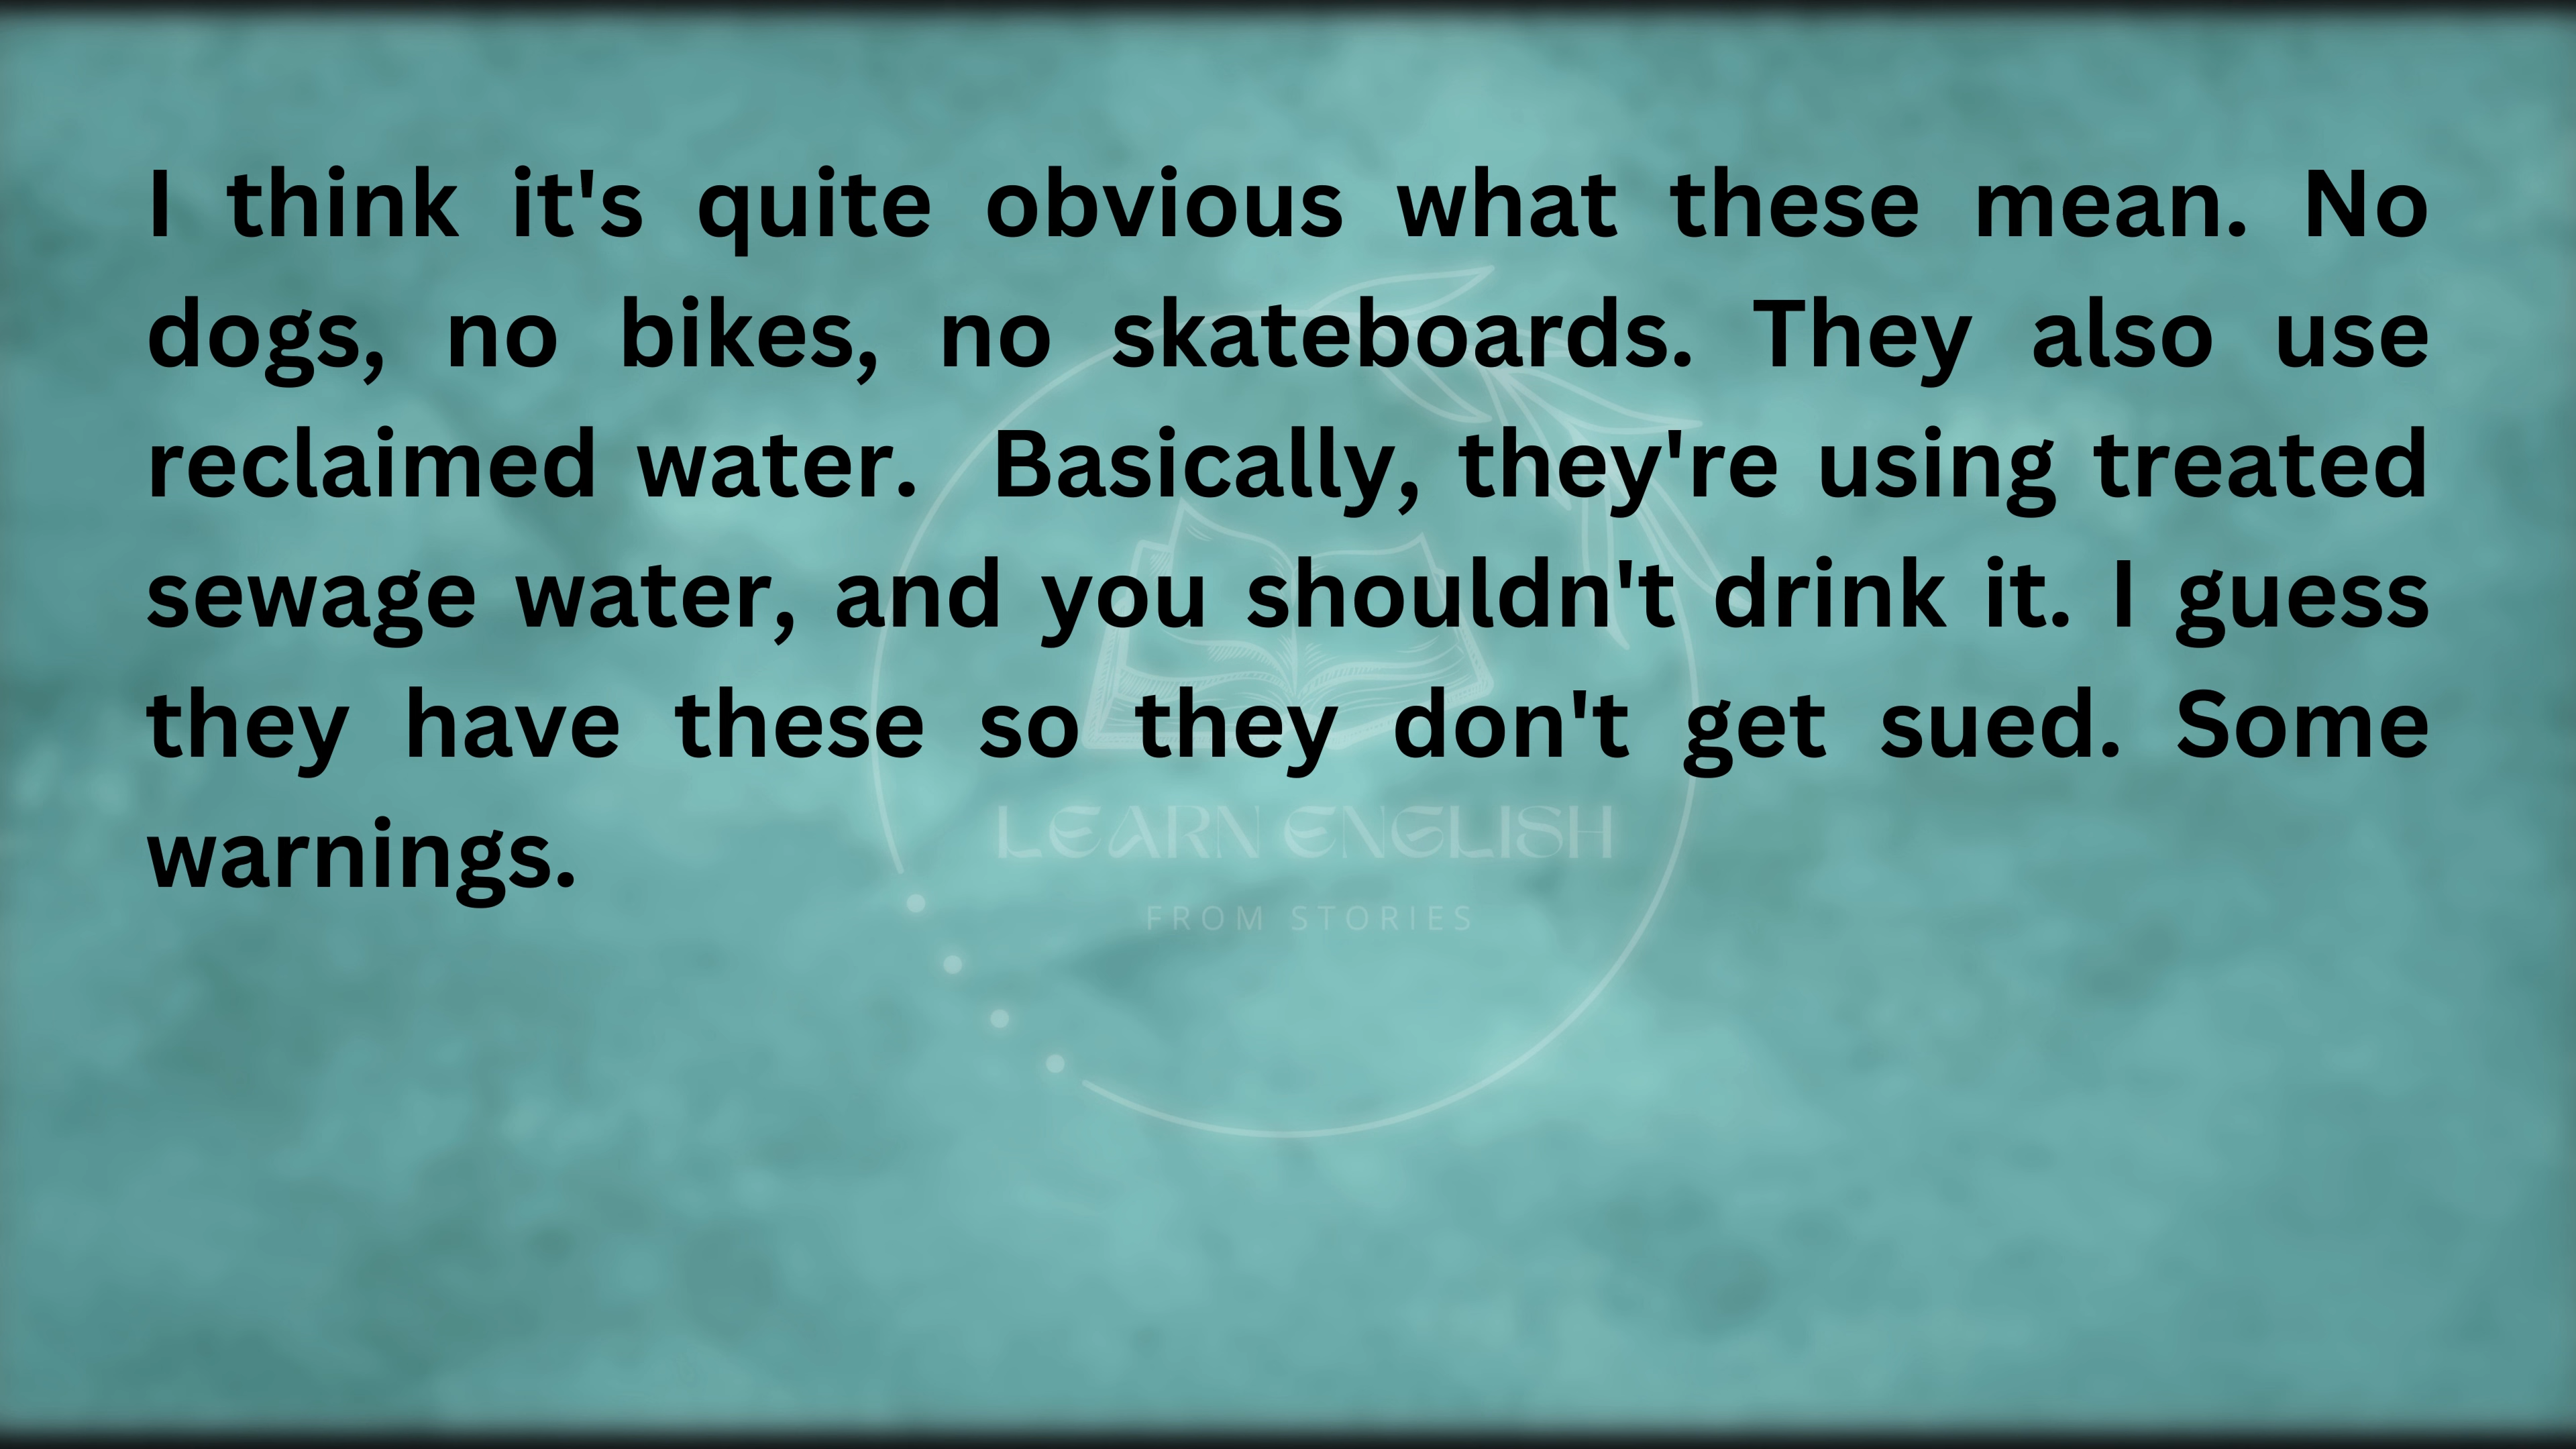 I think it's quite obvious what these mean. No
dogs, no bikes, no skateboards. They also use
reclaimed water.  Basically, they're using treated
sewage water, and you shouldn't drink it. I guess
they have these so they don't get sued. Some
warnings.
LEARN ENGLISH
FROM STORIES